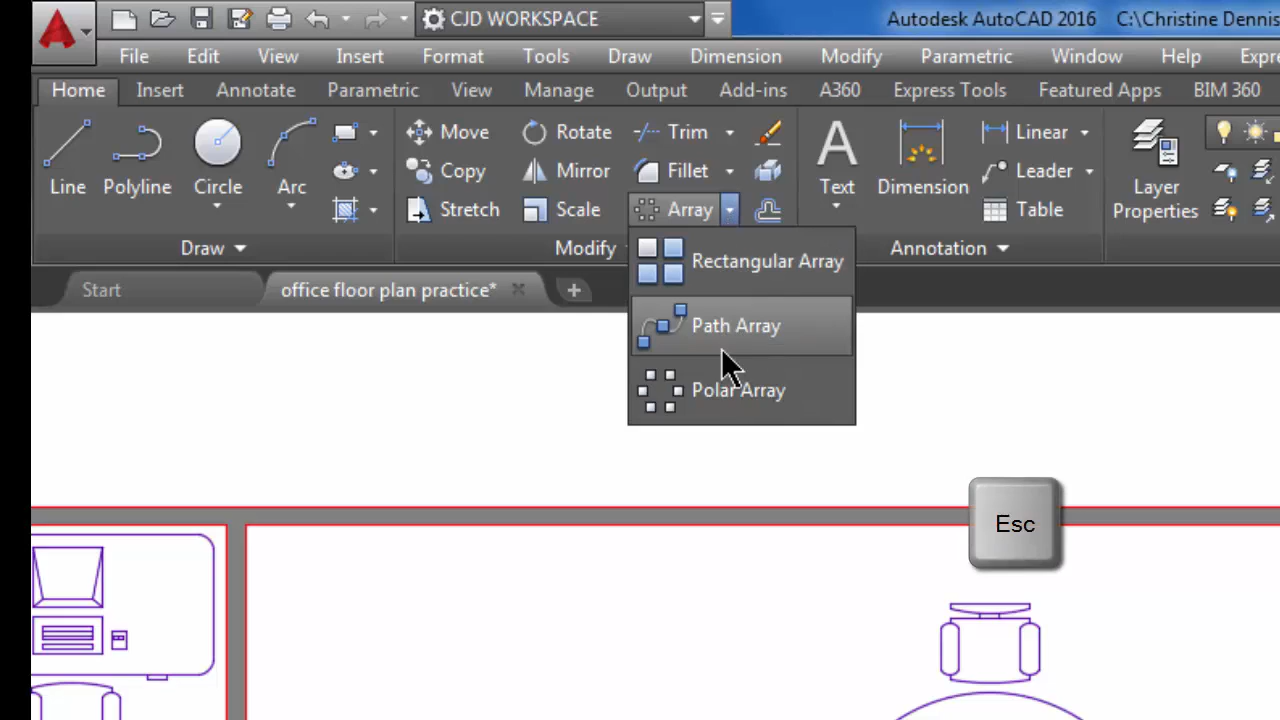 CJD WORKSPACE
Autodesk AutoCAD 2016 C:\Christine Dennis
File Edit View Insert Format Tools Draw Dimension Modify Parametric Window Help Expre
Home Insert Annotate Parametric View Manage Output Add-ins A360 Express Tools Featured Apps BIM 360
Line Polyline Circle Arc
Move Rotate Trim
Copy Mirror Fillet
Stretch Scale Array
Text Dimension
Linear
Leader
Table
Layer
Properties
Draw Modify Annotation
Start office floor plan practice*
Rectangular Array
Path Array
Polar Array
Esc